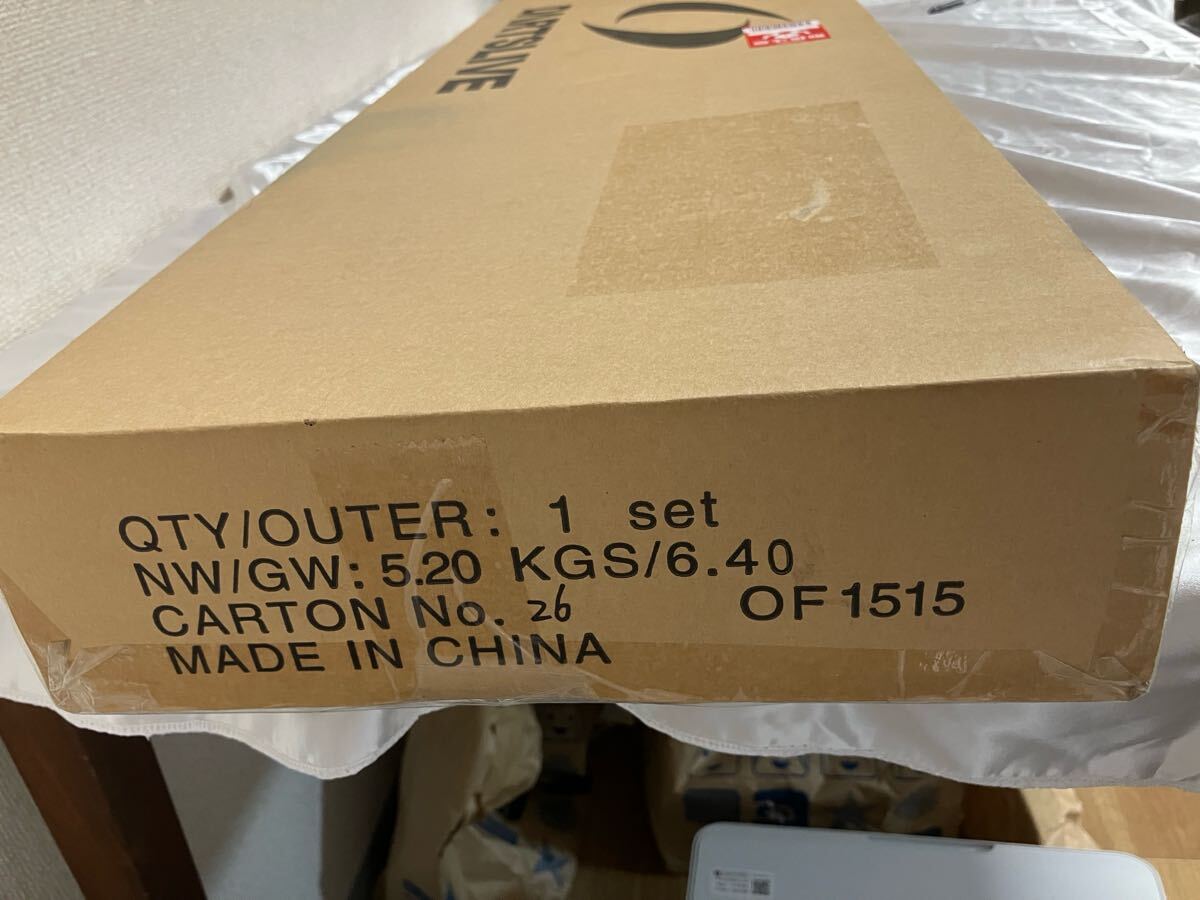 DARTSLIVE
QTY/OUTER: 1 set
NW/GW: 5.20 KGS/6.40
CARTON No. 26 OF 1515
MADE IN CHINA